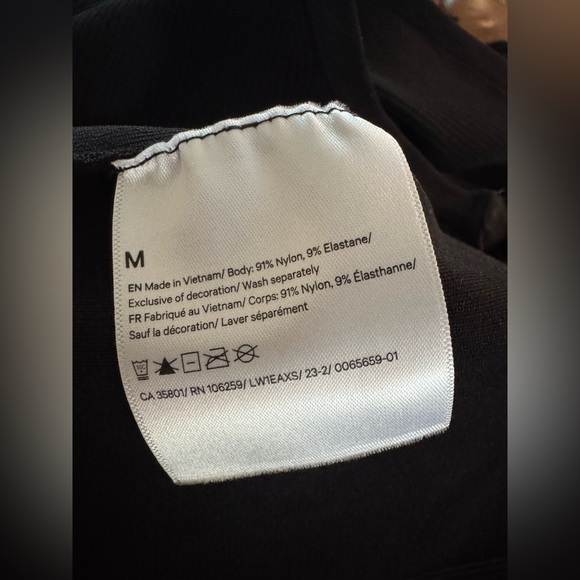 M
EN Made in Vietnam/ Body: 91% Nylon, 9% Elastane/
Exclusive of decoration/ Wash separately
FR Fabriqué au Vietnam/ Corps: 91% Nylon, 9% Élasthanne/
Sauf la décoration/ Laver séparément
CA 35801/ RN 106259/ LW1EAXS/ 23-2/ 0065659-01